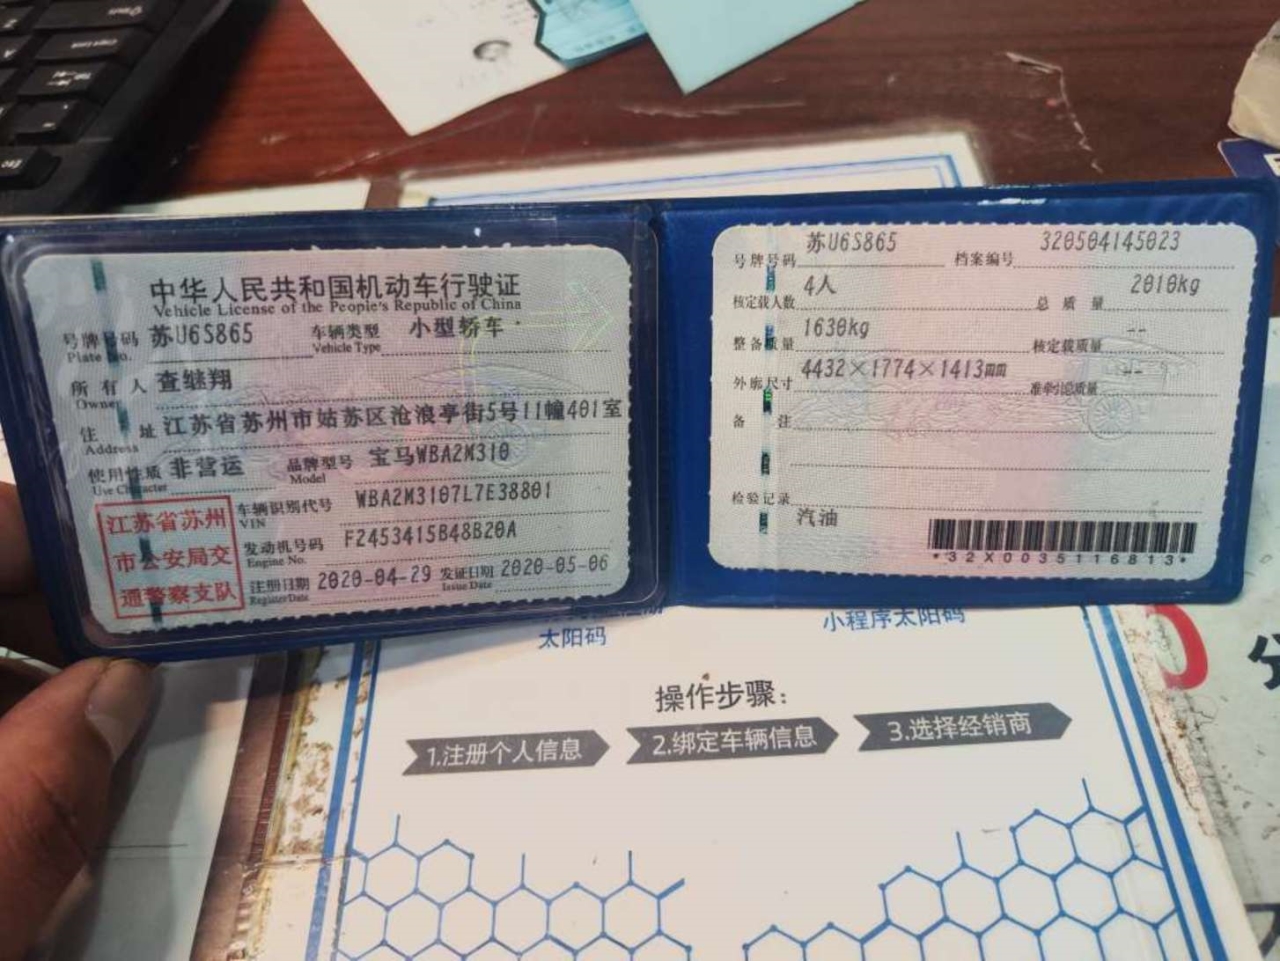 中华人民共和国机动车行驶证
Vehicle License of the People's Republic of China
号牌号码 苏U6S865 车辆类型 小型轿车
Plate No. Vehicle Type
所有人 查继翔
Owner
住址 江苏省苏州市姑苏区沧浪亭街5号11幢401室
Address
使用性质 非营运 品牌型号 宝马WBA2M310
Use Character Model
江苏省苏州
市公安局交
通警察支队
车辆识别代号 WBA2M3107L7E38801
VIN
发动机号码 F2453415B48B20A
Engine No.
注册日期 2020-04-29 发证日期 2020-05-06
Register Date Issue Date
号牌号码 苏U6S865 档案编号 320504145023
核定载人数 4人 总质量 2010kg
整备质量 1630kg 核定载质量 --
外廓尺寸 4432×1774×1413mm 准牵引总质量 --
备注
检验记录
汽油
*32X0035116813*
太阳码
小程序太阳码
操作步骤：
1.注册个人信息
2.绑定车辆信息
3.选择经销商
Esc